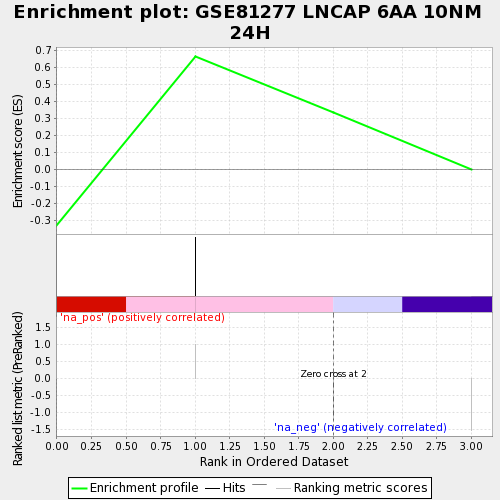 Enrichment plot: GSE81277 LNCAP 6AA 10NM
24H
Enrichment score (ES)
0.7
0.6
0.5
0.4
0.3
0.2
0.1
0.0
-0.1
-0.2
-0.3
'na_pos' (positively correlated)
Ranked list metric (PreRanked)
1.5
1.0
0.5
0.0
-0.5
-1.0
-1.5
Zero cross at 2
'na_neg' (negatively correlated)
0.00 0.25 0.50 0.75 1.00 1.25 1.50 1.75 2.00 2.25 2.50 2.75 3.00
Rank in Ordered Dataset
Enrichment profile Hits Ranking metric scores